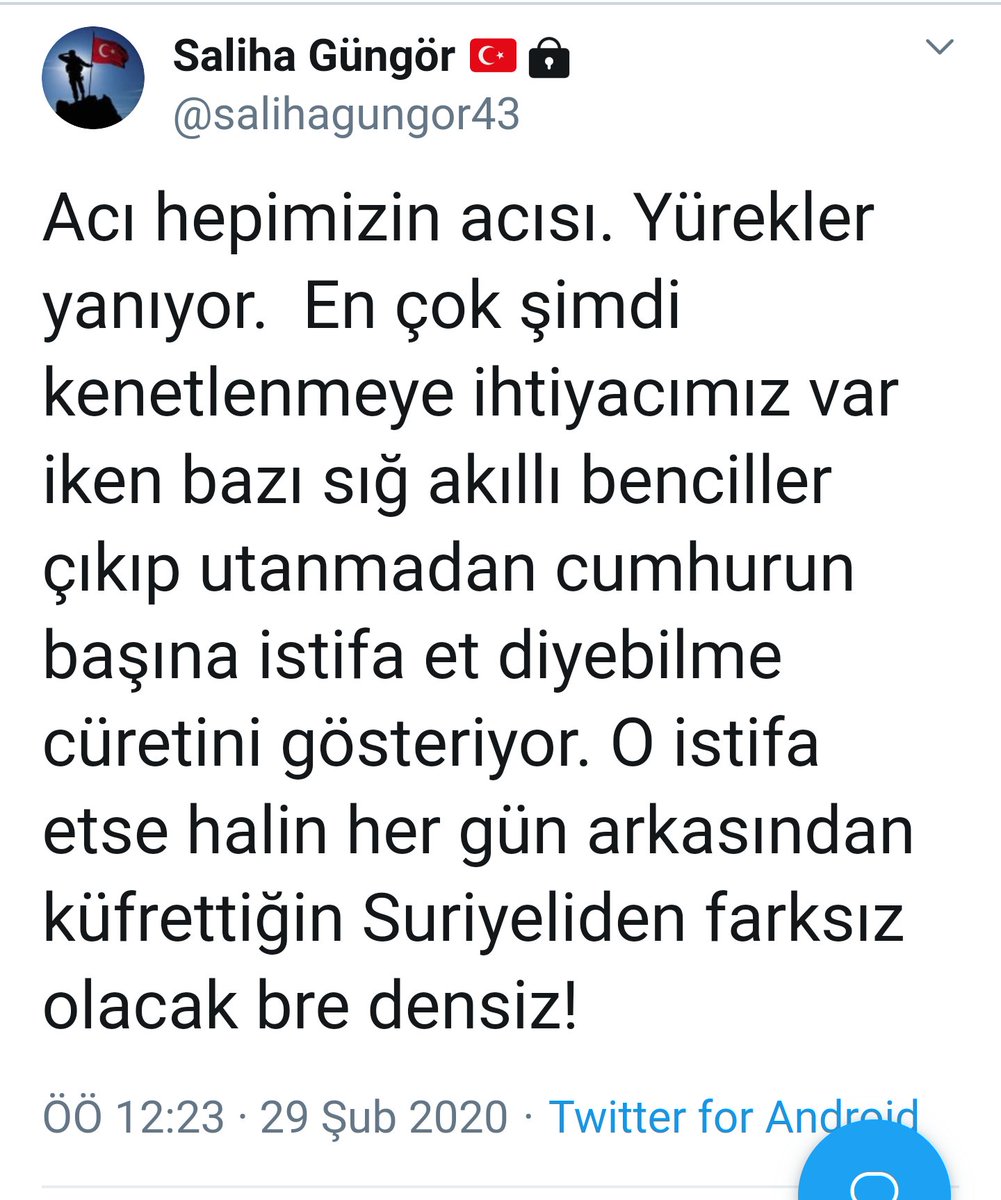 Saliha Güngör 🇹🇷 🔒
@salihagungor43
Acı hepimizin acısı. Yürekler
yanıyor.  En çok şimdi
kenetlenmeye ihtiyacımız var
iken bazı sığ akıllı benciller
çıkıp utanmadan cumhurun
başına istifa et diyebilme
cüretini gösteriyor. O istifa
etse halin her gün arkasından
küfrettiğin Suriyeliden farksız
olacak bre densiz!
ÖÖ 12:23 · 29 Şub 2020 · Twitter for Android